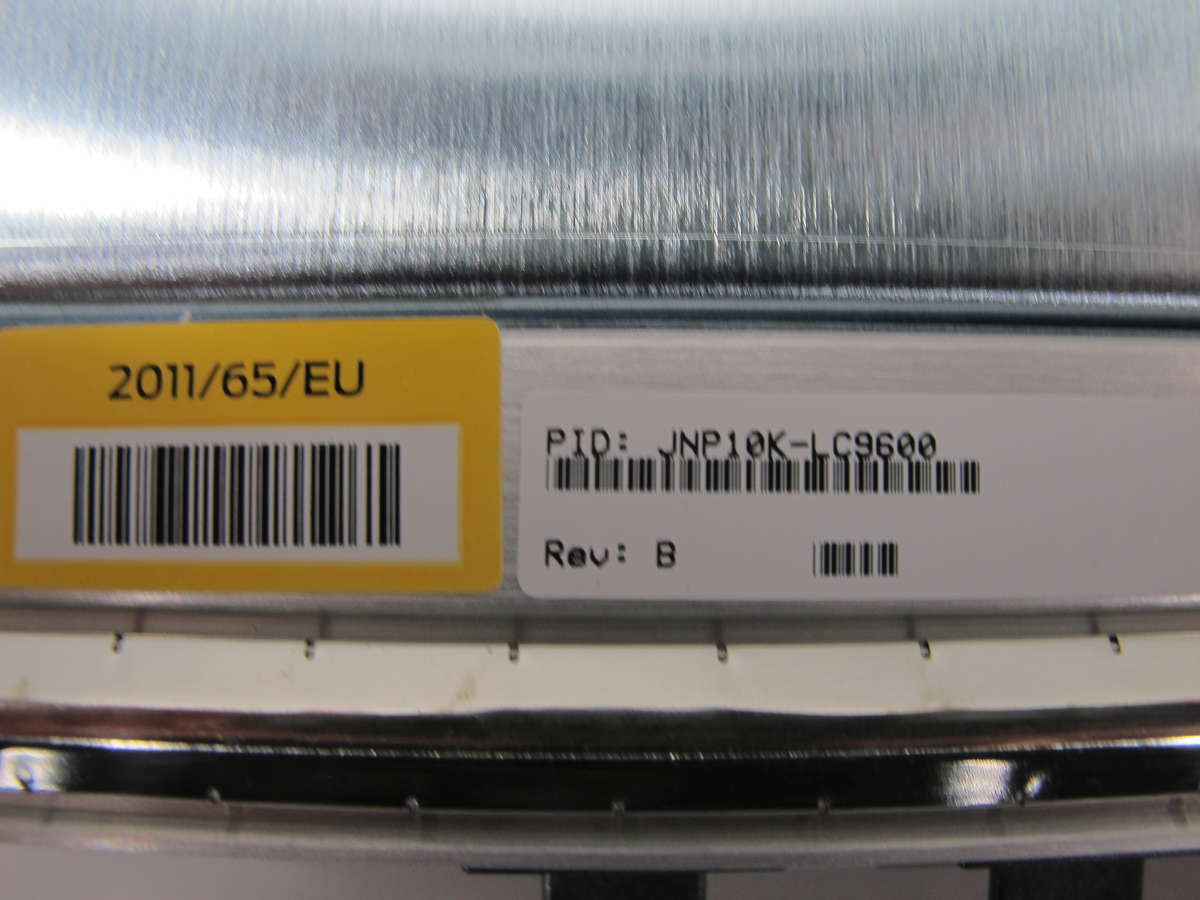 2011/65/EU
PID: JNP10K-LC9600
Rev: B